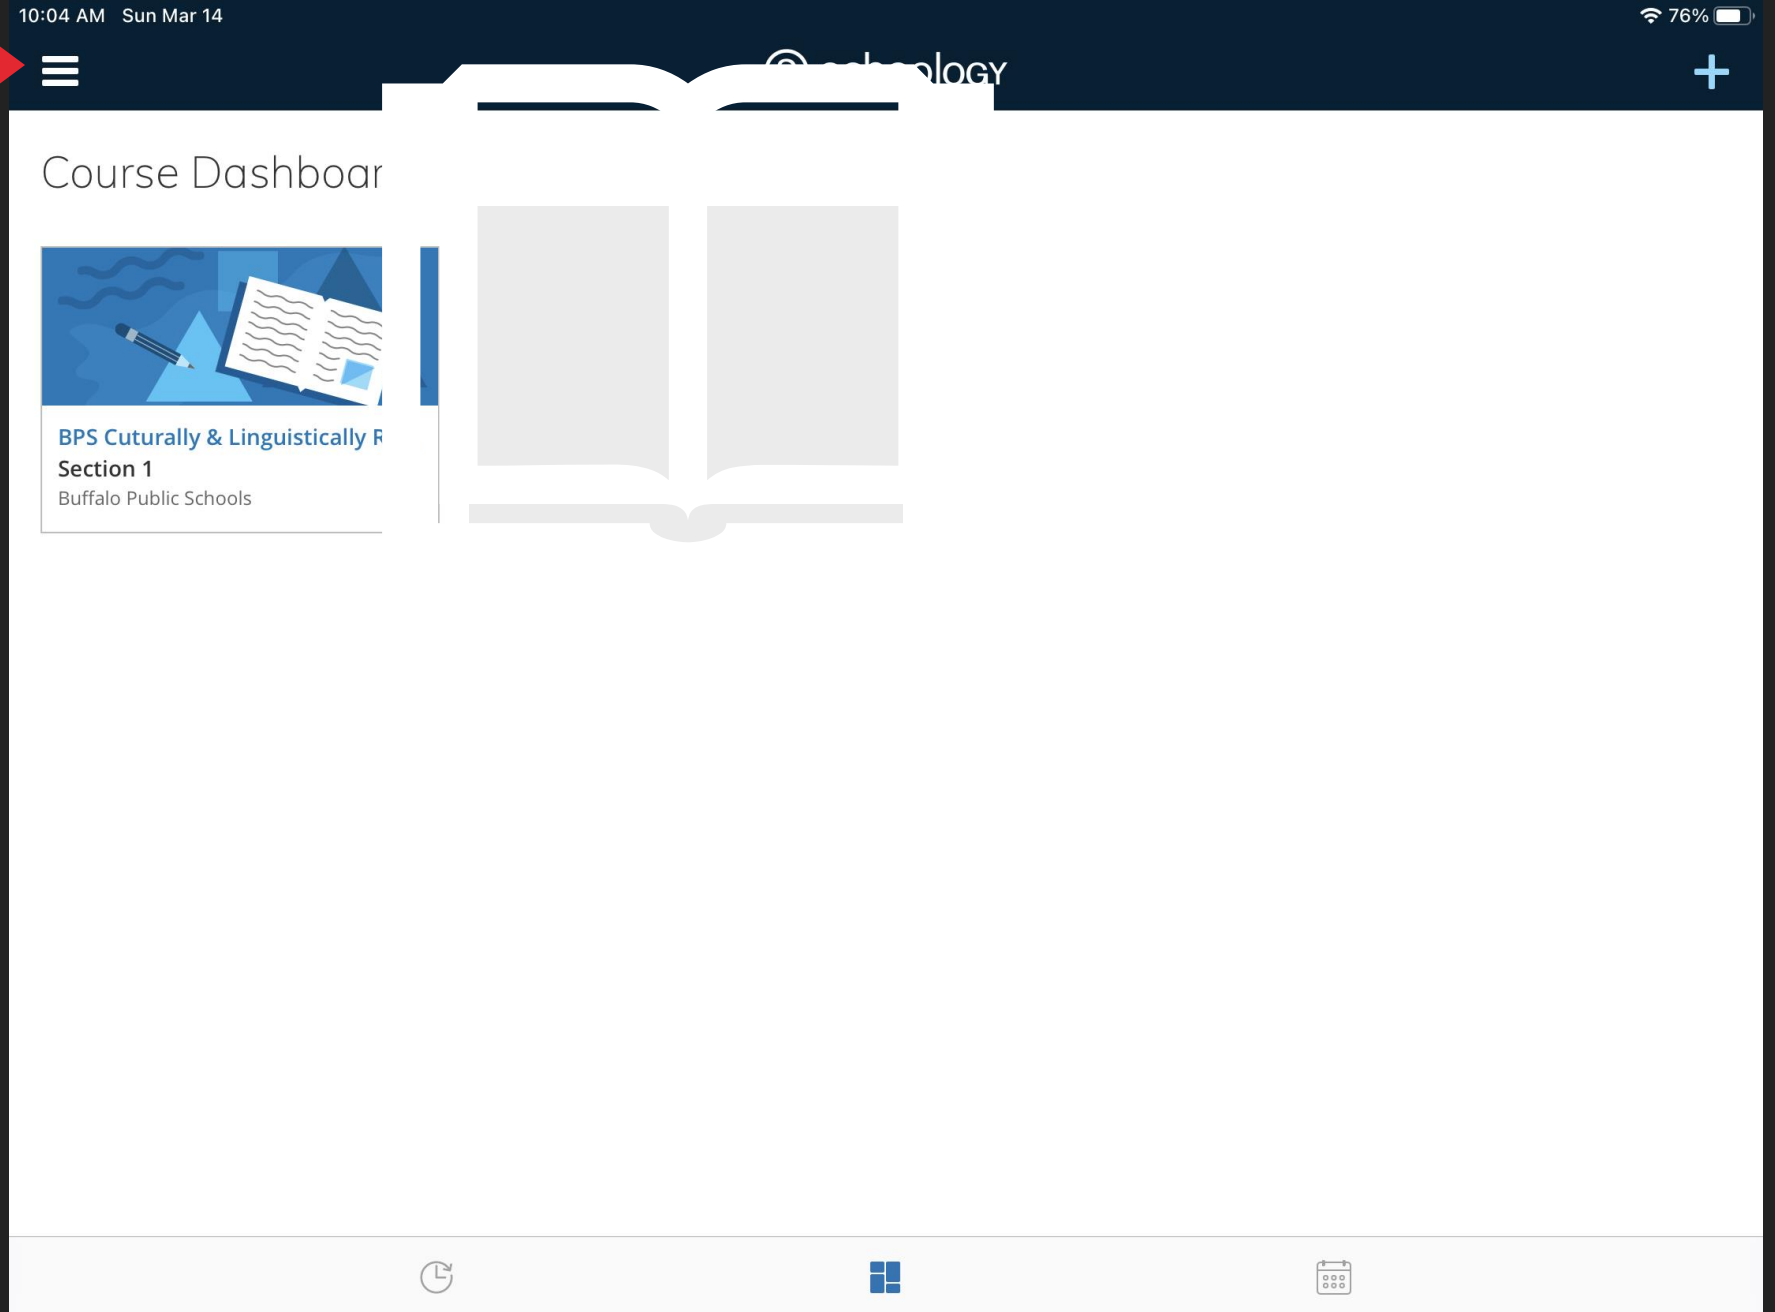 10:04 AM Sun Mar 14
76%
Course Dashboar
BPS Cuturally & Linguistically R
Section 1
Buffalo Public Schools